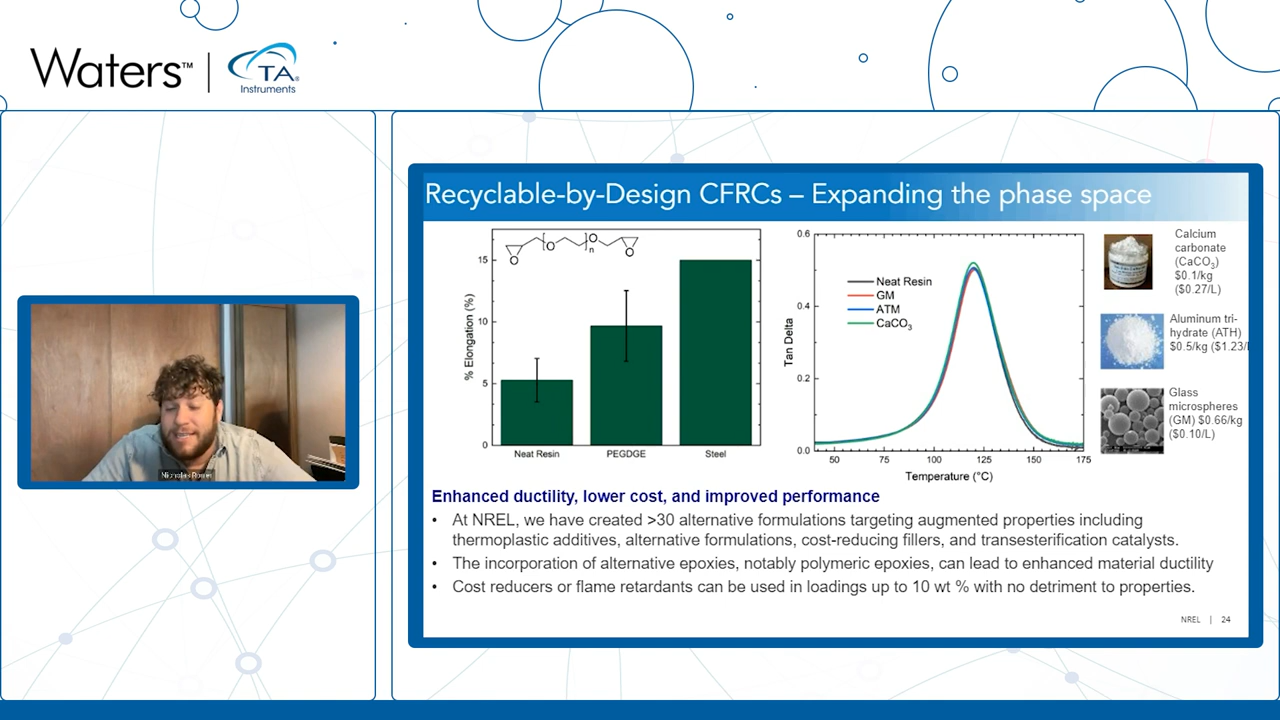 Waters™
TA®
Instruments
Recyclable-by-Design CFRCs – Expanding the phase space
O
O
n
O
O
15
10
5
0
% Elongation (%)
Neat Resin
PEGDGE
Steel
0.6
0.4
0.2
0.0
Tan Delta
Neat Resin
GM
ATM
CaCO3
50
75
100
125
150
175
Temperature (°C)
Calcium
carbonate
(CaCO3)
$0.1/kg
($0.27/L)
Aluminum tri-
hydrate (ATH)
$0.5/kg ($1.23/
Glass
microspheres
(GM) $0.66/kg
($0.10/L)
Enhanced ductility, lower cost, and improved performance
• At NREL, we have created >30 alternative formulations targeting augmented properties including
thermoplastic additives, alternative formulations, cost-reducing fillers, and transesterification catalysts.
• The incorporation of alternative epoxies, notably polymeric epoxies, can lead to enhanced material ductility
• Cost reducers or flame retardants can be used in loadings up to 10 wt % with no detriment to properties.
NREL | 24